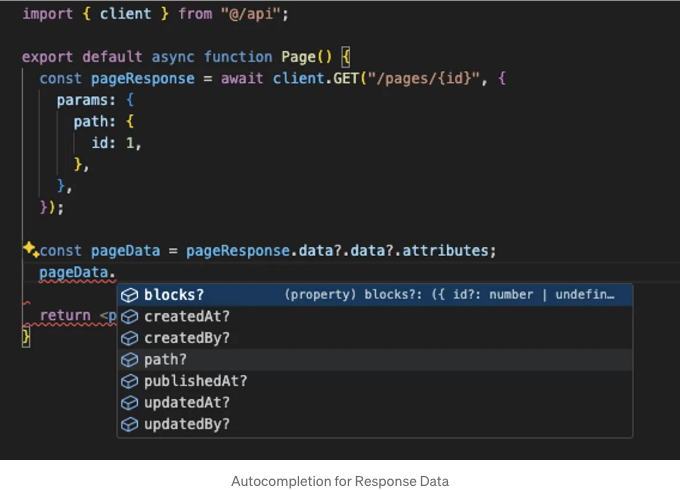 import { client } from "@/api";
export default async function Page() {
const pageResponse = await client.GET("/pages/{id}", {
params: {
path: {
id: 1,
},
},
});
const pageData = pageResponse.data?.data?.attributes;
pageData.
blocks? (property) blocks?: ({ id?: number | undefin…
createdAt?
return <p
createdBy?
}
path?
publishedAt?
updatedAt?
updatedBy?
Autocompletion for Response Data